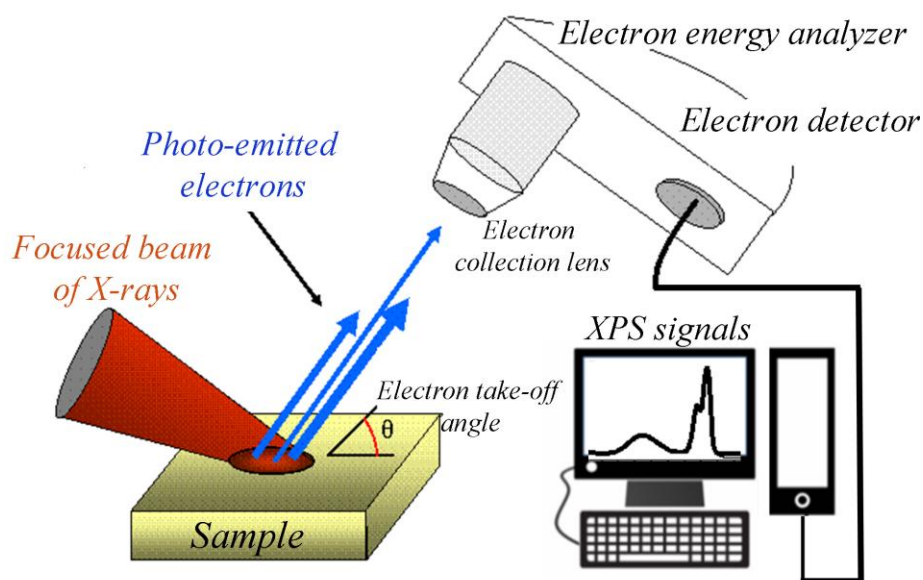 Electron energy analyzer
Electron detector
Photo-emitted
electrons
Electron
collection lens
Focused beam
of X-rays
XPS signals
Electron take-off
angle
θ
Sample